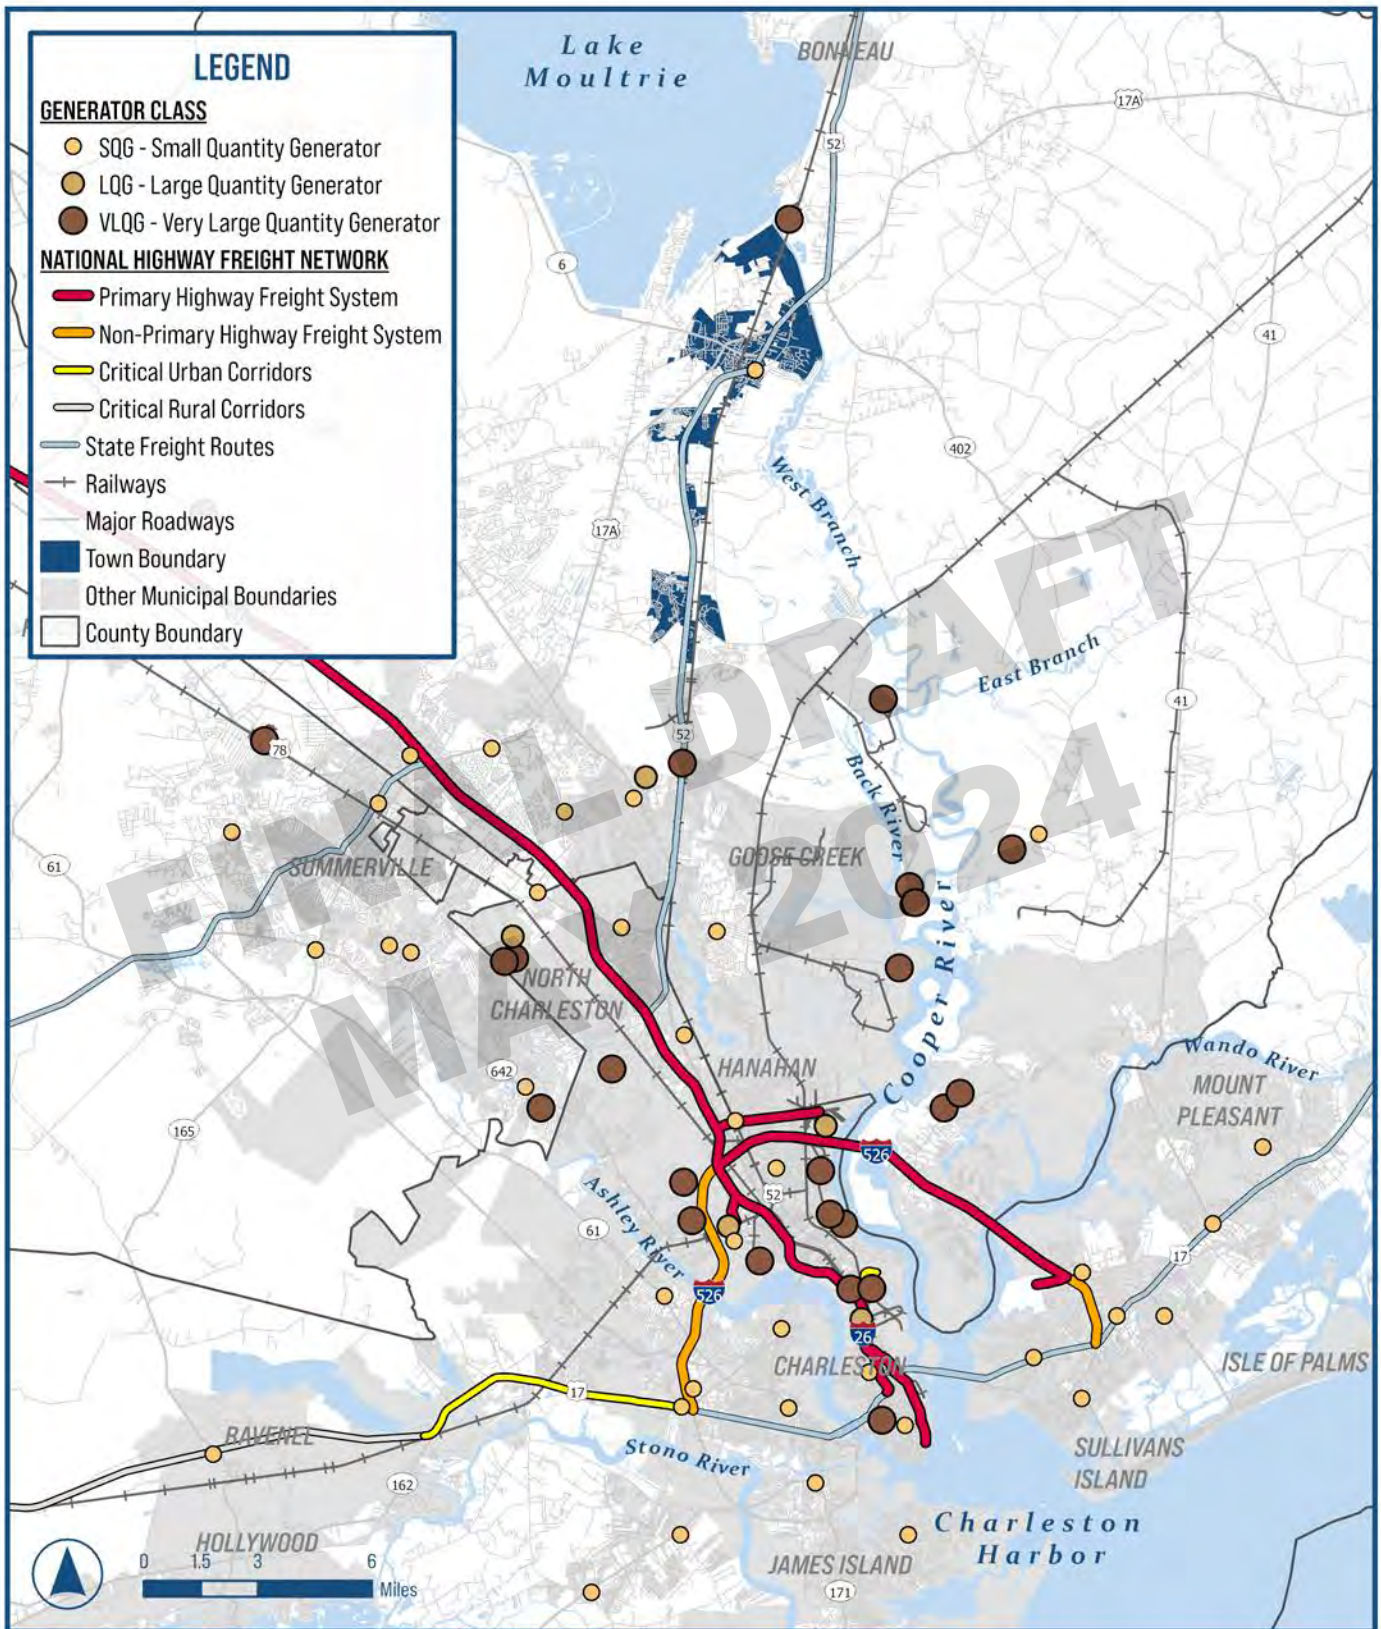 LEGEND
GENERATOR CLASS
SQG - Small Quantity Generator
LQG - Large Quantity Generator
VLQG - Very Large Quantity Generator
NATIONAL HIGHWAY FREIGHT NETWORK
Primary Highway Freight System
Non-Primary Highway Freight System
Critical Urban Corridors
Critical Rural Corridors
State Freight Routes
Railways
Major Roadways
Town Boundary
Other Municipal Boundaries
County Boundary
Lake
Moultrie
BONNEAU
17A
52
6
41
402
West Branch
17A
East Branch
41
52
78
Back River
FINAL DRAFT
MAY 2024
61
SUMMERVILLE
GOOSE CREEK
Cooper River
NORTH
CHARLESTON
HANAHAN
642
Wando River
MOUNT
PLEASANT
165
526
52
Ashley River
61
17
526
26
CHARLESTON
ISLE OF PALMS
17
RAVENEL
Stono River
SULLIVANS
ISLAND
162
Charleston
Harbor
HOLLYWOOD
JAMES ISLAND
171
0 1.5 3 6
Miles